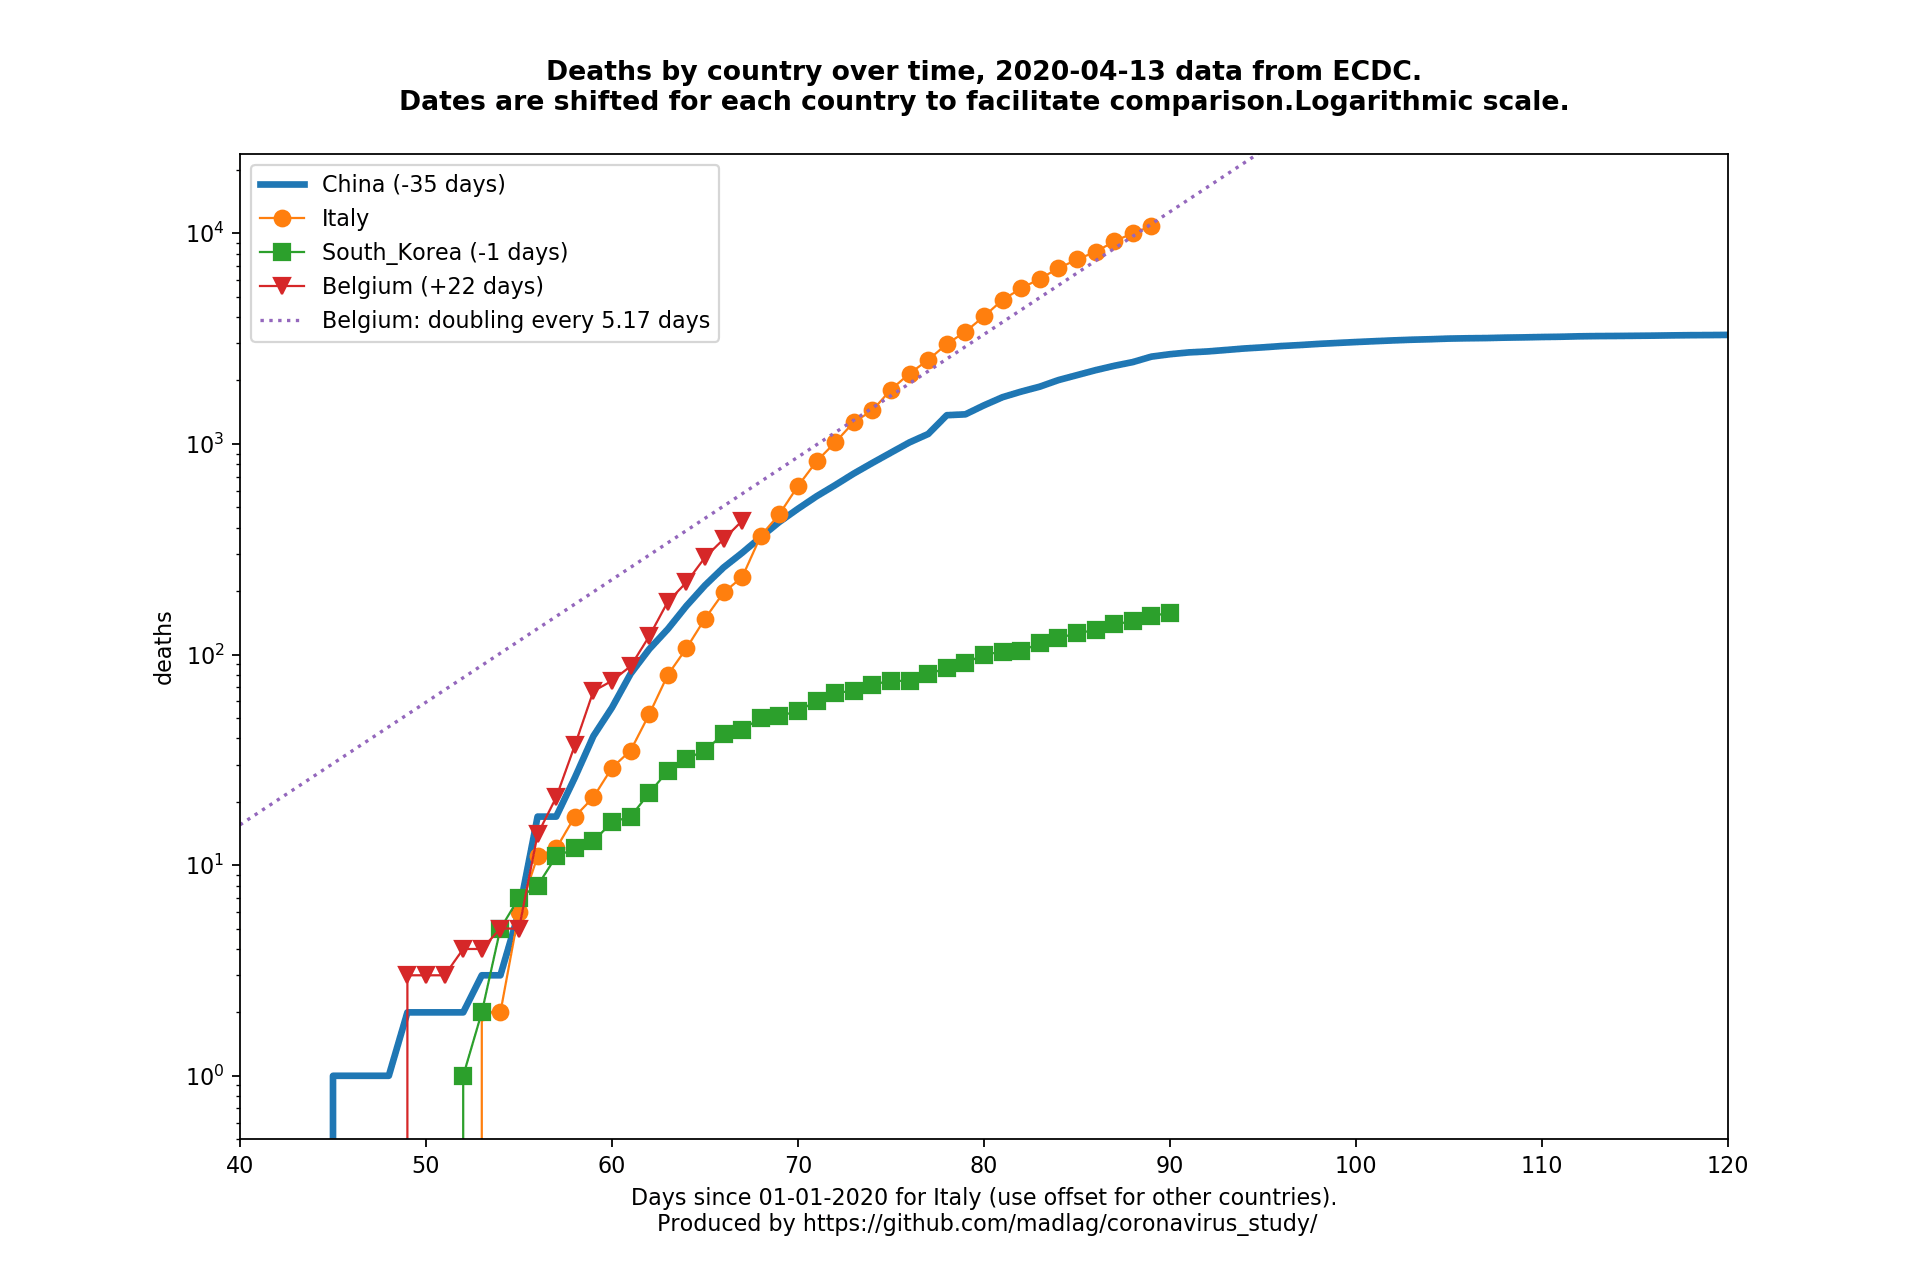 Deaths by country over time, 2020-04-13 data from ECDC.
Dates are shifted for each country to facilitate comparison.Logarithmic scale.
China (-35 days)
Italy
South_Korea (-1 days)
Belgium (+22 days)
Belgium: doubling every 5.17 days
deaths
10⁴
10³
10²
10¹
10⁰
40 50 60 70 80 90 100 110 120
Days since 01-01-2020 for Italy (use offset for other countries).
Produced by https://github.com/madlag/coronavirus_study/